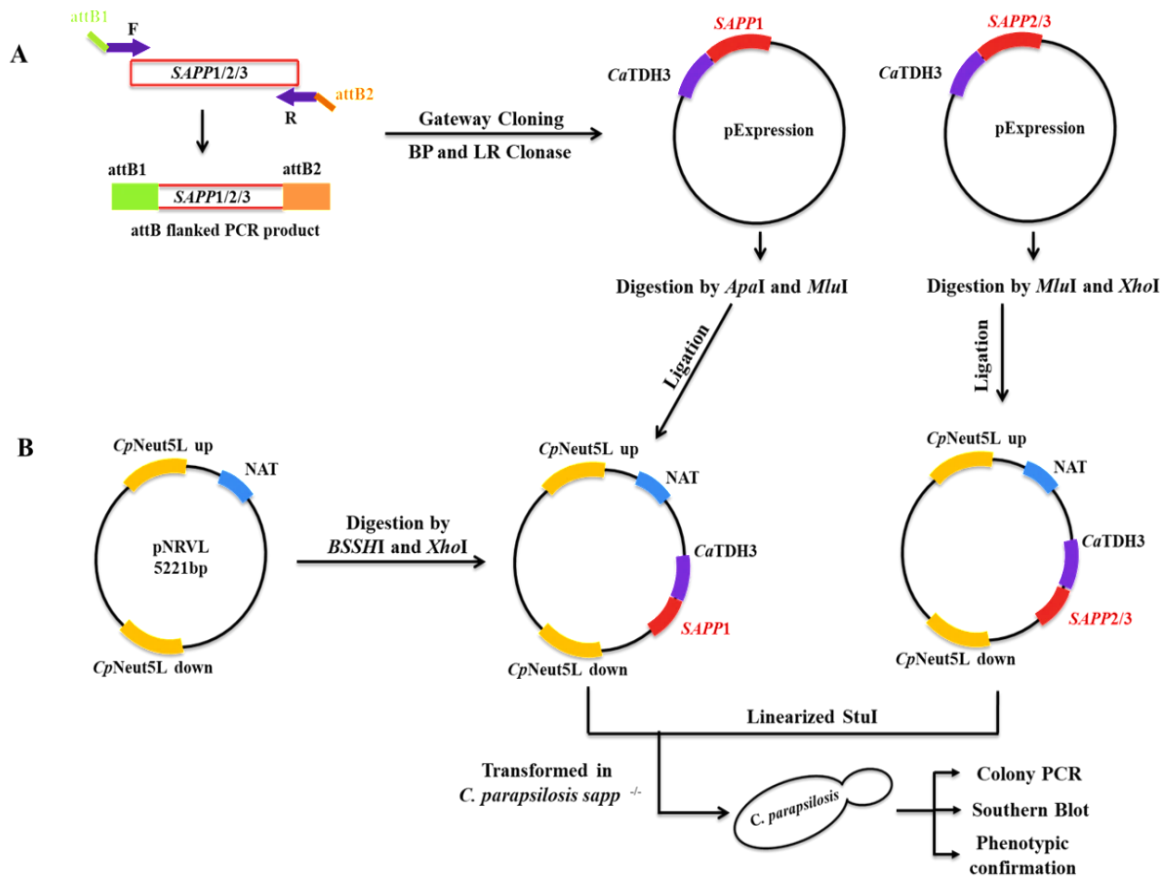 A
attB1
F
SAPP1/2/3
R
attB2
attB1
attB2
SAPP1/2/3
attB flanked PCR product
Gateway Cloning
BP and LR Clonase
SAPP1
CaTDH3
pExpression
SAPP2/3
CaTDH3
pExpression
Digestion by ApaI and MluI
Digestion by MluI and XhoI
Ligation
Ligation
B
CpNeut5L up
NAT
pNRVL
5221bp
CpNeut5L down
Digestion by
BSSHI and XhoI
CpNeut5L up
NAT
CaTDH3
SAPP1
CpNeut5L down
CpNeut5L up
NAT
CaTDH3
SAPP2/3
CpNeut5L down
Linearized StuI
Transformed in
C. parapsilosis sapp -/-
C. parapsilosis
Colony PCR
Southern Blot
Phenotypic
confirmation